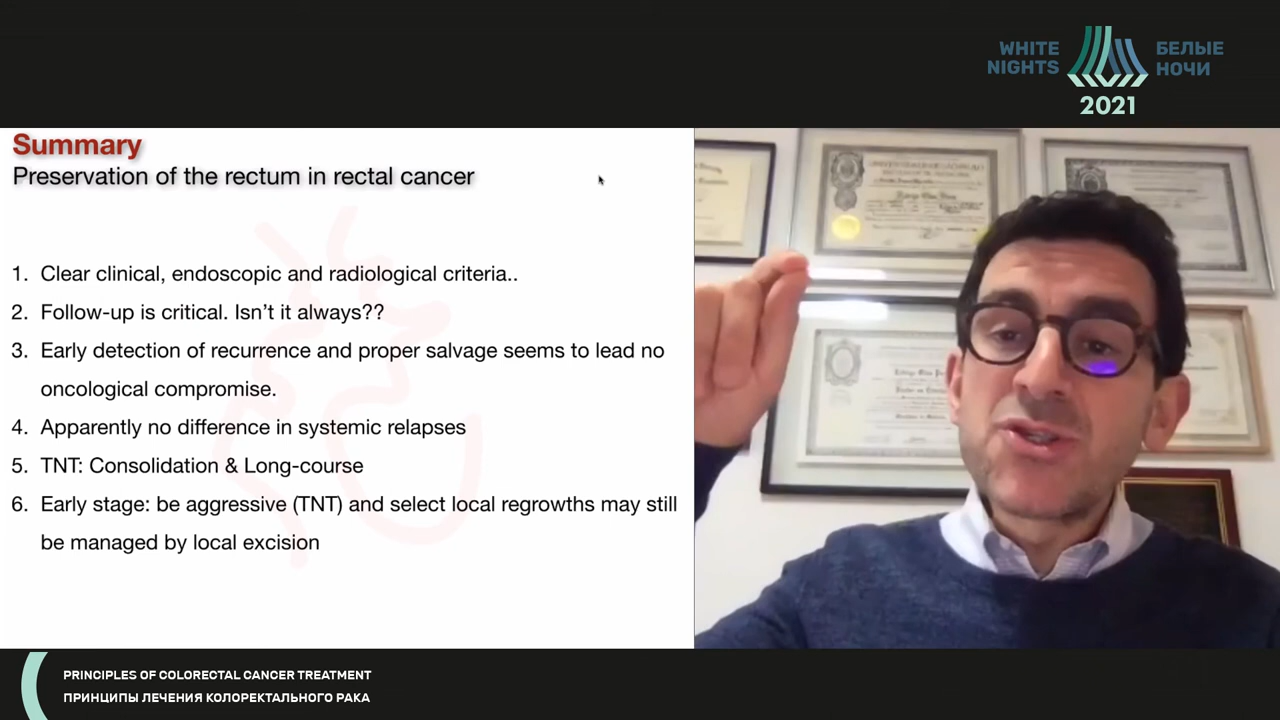 WHITE NIGHTS
БЕЛЫЕ НОЧИ
2021
Summary
Preservation of the rectum in rectal cancer
1. Clear clinical, endoscopic and radiological criteria..
2. Follow-up is critical. Isn't it always??
3. Early detection of recurrence and proper salvage seems to lead no
oncological compromise.
4. Apparently no difference in systemic relapses
5. TNT: Consolidation & Long-course
6. Early stage: be aggressive (TNT) and select local regrowths may still
be managed by local excision
PRINCIPLES OF COLORECTAL CANCER TREATMENT
ПРИНЦИПЫ ЛЕЧЕНИЯ КОЛОРЕКТАЛЬНОГО РАКА